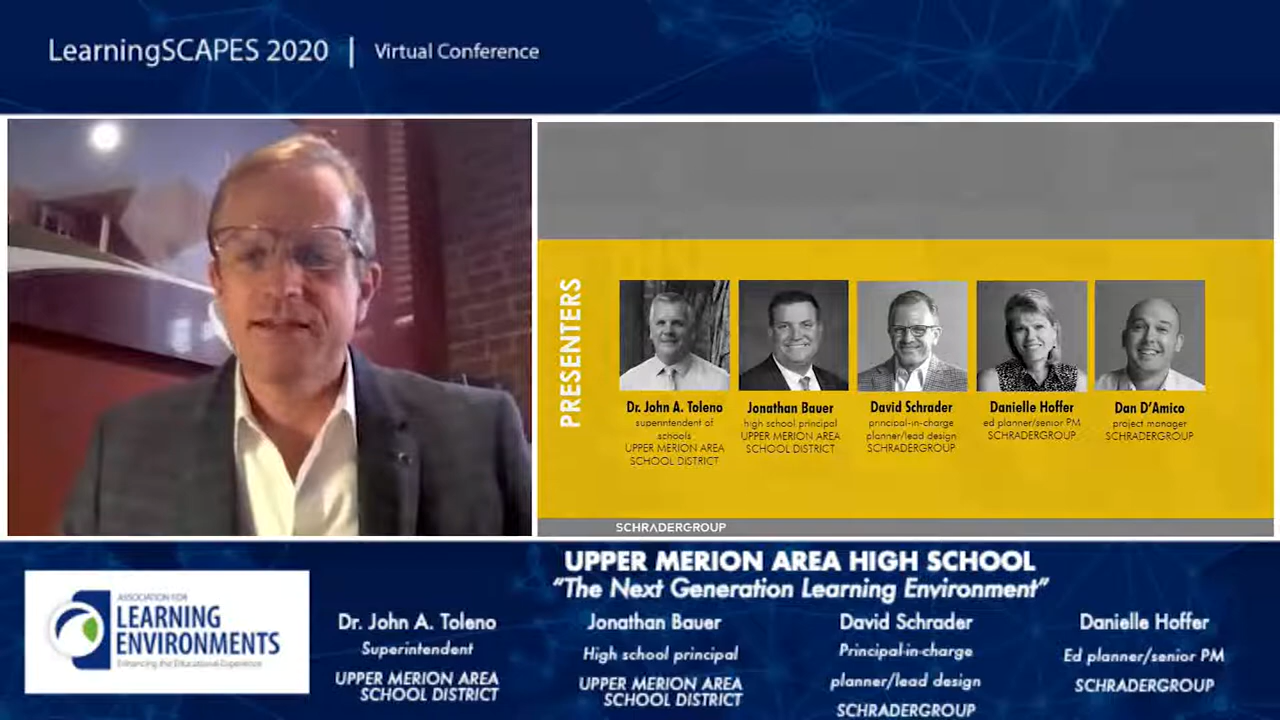 LearningSCAPES 2020 | Virtual Conference
PRESENTERS
Dr. John A. Toleno
superintendent of
schools
UPPER MERION AREA
SCHOOL DISTRICT
Jonathan Bauer
high school principal
UPPER MERION AREA
SCHOOL DISTRICT
David Schrader
principal-in-charge
planner/lead design
SCHRADERGROUP
Danielle Hoffer
ed planner/senior PM
SCHRADERGROUP
Dan D'Amico
project manager
SCHRADERGROUP
SCHRADERGROUP
UPPER MERION AREA HIGH SCHOOL
“The Next Generation Learning Environment”
ASSOCIATION FOR
LEARNING
ENVIRONMENTS
Enhancing the Educational Experience
Dr. John A. Toleno
Superintendent
UPPER MERION AREA
SCHOOL DISTRICT
Jonathan Bauer
High school principal
UPPER MERION AREA
SCHOOL DISTRICT
David Schrader
Principal-in-charge
planner/lead design
SCHRADERGROUP
Danielle Hoffer
Ed planner/senior PM
SCHRADERGROUP